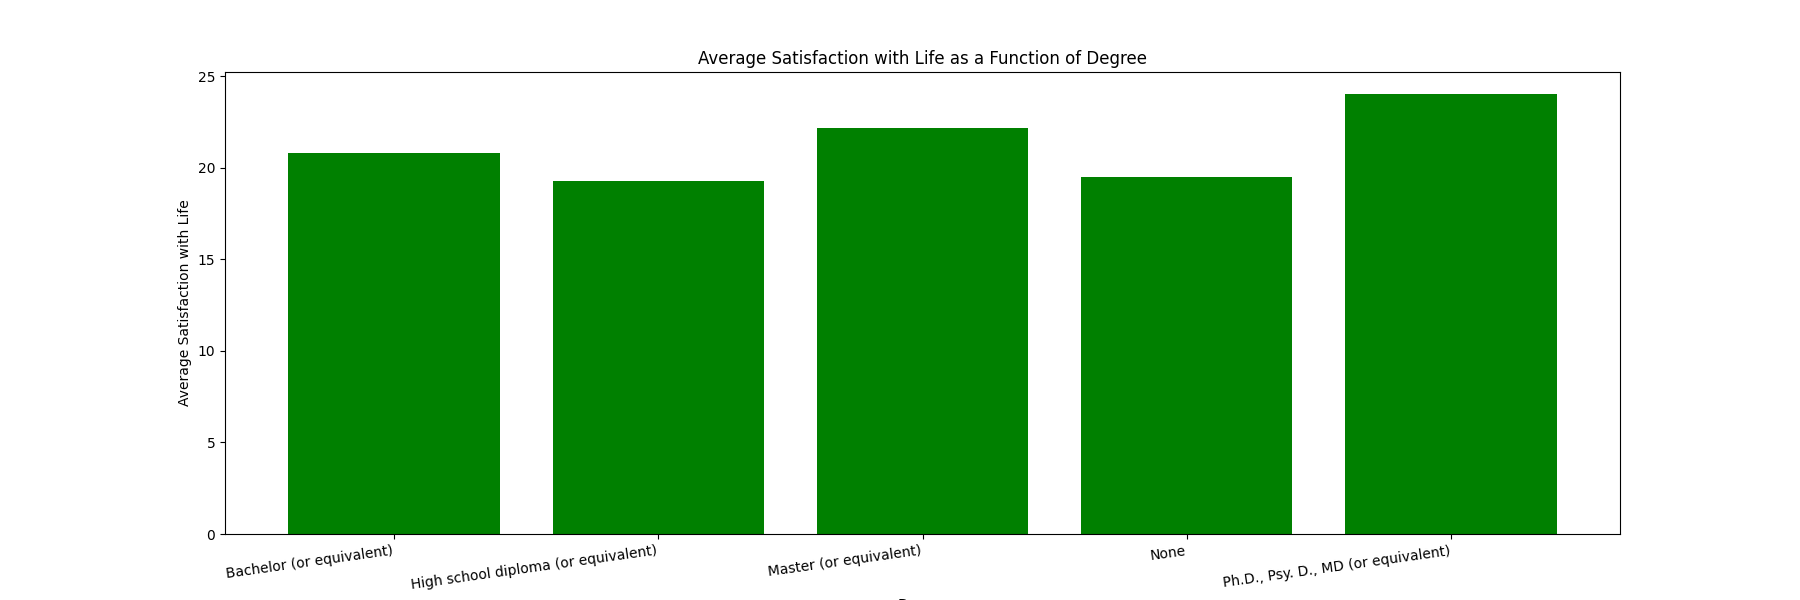 Average Satisfaction with Life as a Function of Degree
Average Satisfaction with Life
25
20
15
10
5
0
Bachelor (or equivalent)
High school diploma (or equivalent)
Master (or equivalent)
None
Ph.D., Psy. D., MD (or equivalent)